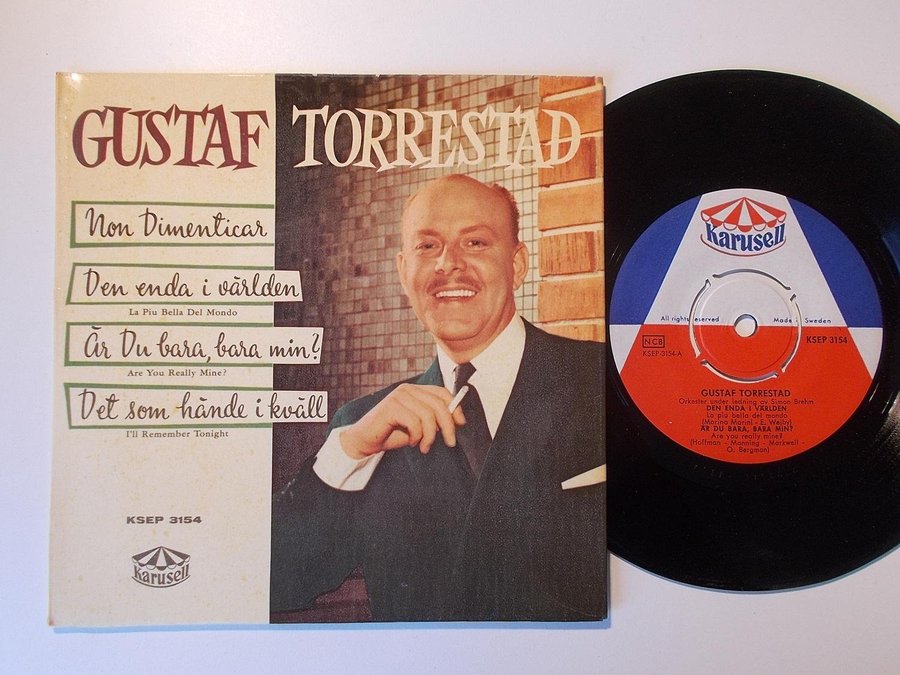 GUSTAF TORRESTAD
Non Dimenticar
Den enda i världen
La Piu Bella Del Mondo
Är Du bara, bara min?
Are You Really Mine?
Det som hände i kväll
I'll Remember Tonight
KSEP 3154
Karusell
Karusell
All rights reserved Made in Sweden
NCB
KSEP-3154-A
KSEP 3154
GUSTAF TORRESTAD
Orkester under ledning av Simon Brehm
DEN ENDA I VÄRLDEN
La piu bella del mondo
(Marino Marini - E. Wejby)
ÄR DU BARA, BARA MIN?
Are you really mine?
(Hoffman - Manning - Markwell -
O. Bergman)